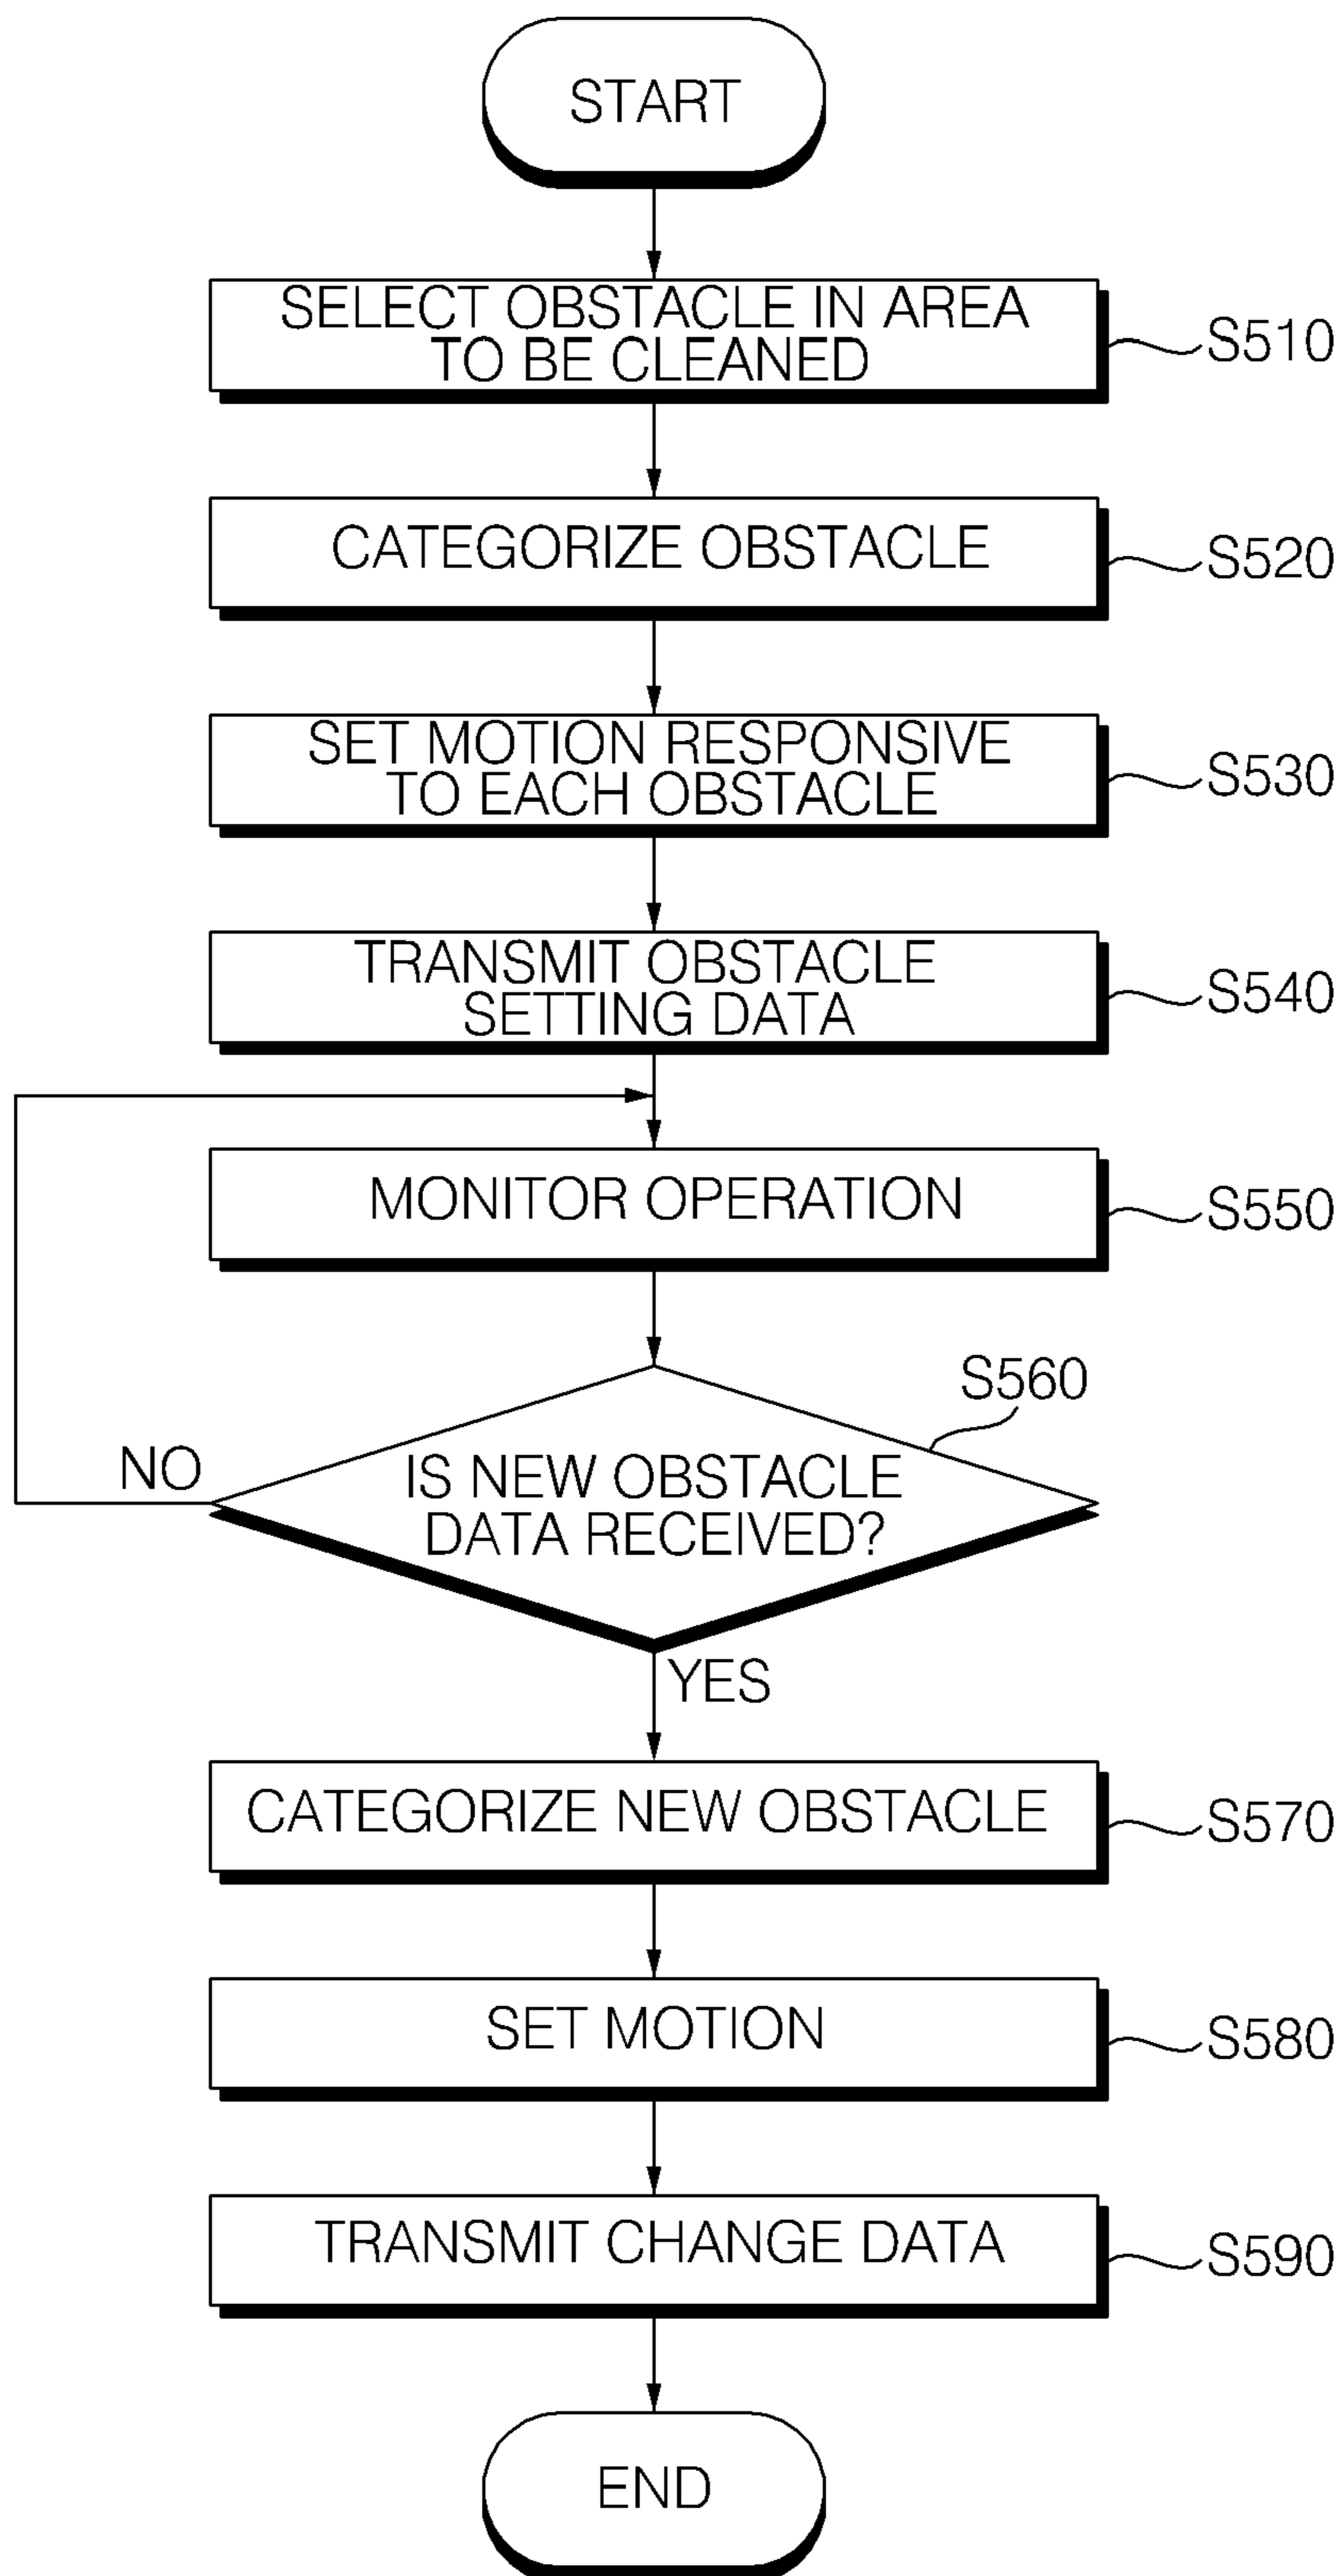 START
SELECT OBSTACLE IN AREA
TO BE CLEANED
S510
CATEGORIZE OBSTACLE
S520
SET MOTION RESPONSIVE
TO EACH OBSTACLE
S530
TRANSMIT OBSTACLE
SETTING DATA
S540
MONITOR OPERATION
S550
S560
NO
IS NEW OBSTACLE
DATA RECEIVED?
YES
CATEGORIZE NEW OBSTACLE
S570
SET MOTION
S580
TRANSMIT CHANGE DATA
S590
END